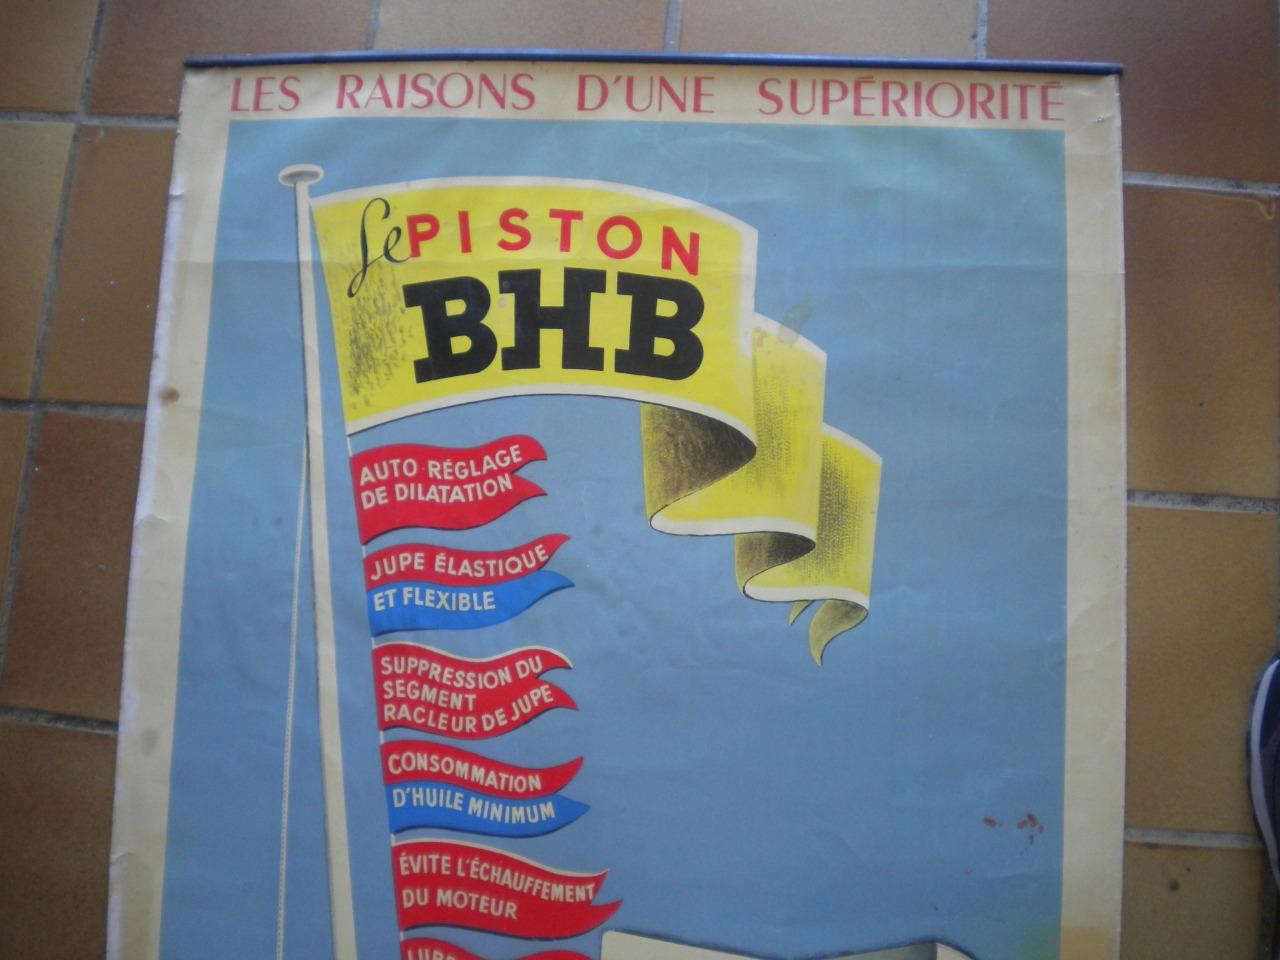 LES RAISONS D'UNE SUPÉRIORITÉ
Le PISTON
BHB
AUTO-RÉGLAGE
DE DILATATION
JUPE ÉLASTIQUE
ET FLEXIBLE
SUPPRESSION DU
SEGMENT
RACLEUR DE JUPE
CONSOMMATION
D'HUILE MINIMUM
ÉVITE L'ÉCHAUFFEMENT
DU MOTEUR